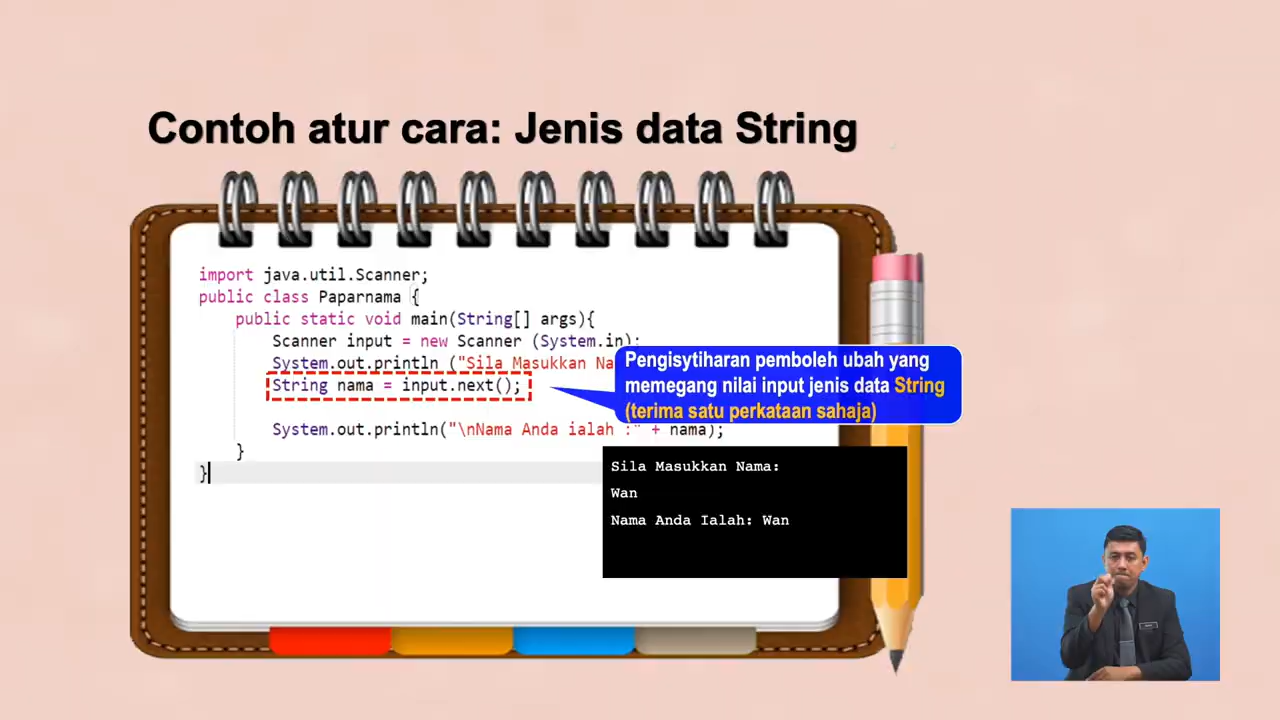 Contoh atur cara: Jenis data String
import java.util.Scanner;
public class Paparnama {
public static void main(String[] args){
Scanner input = new Scanner (System.in);
System.out.println ("Sila Masukkan
String nama = input.next();
Pengisytiharan pemboleh ubah yang
memegang nilai input jenis data String
(terima satu perkataan sahaja)
System.out.println("\nNama Anda ialah :" + nama);
}
}
Sila Masukkan Nama:
Wan
Nama Anda Ialah: Wan